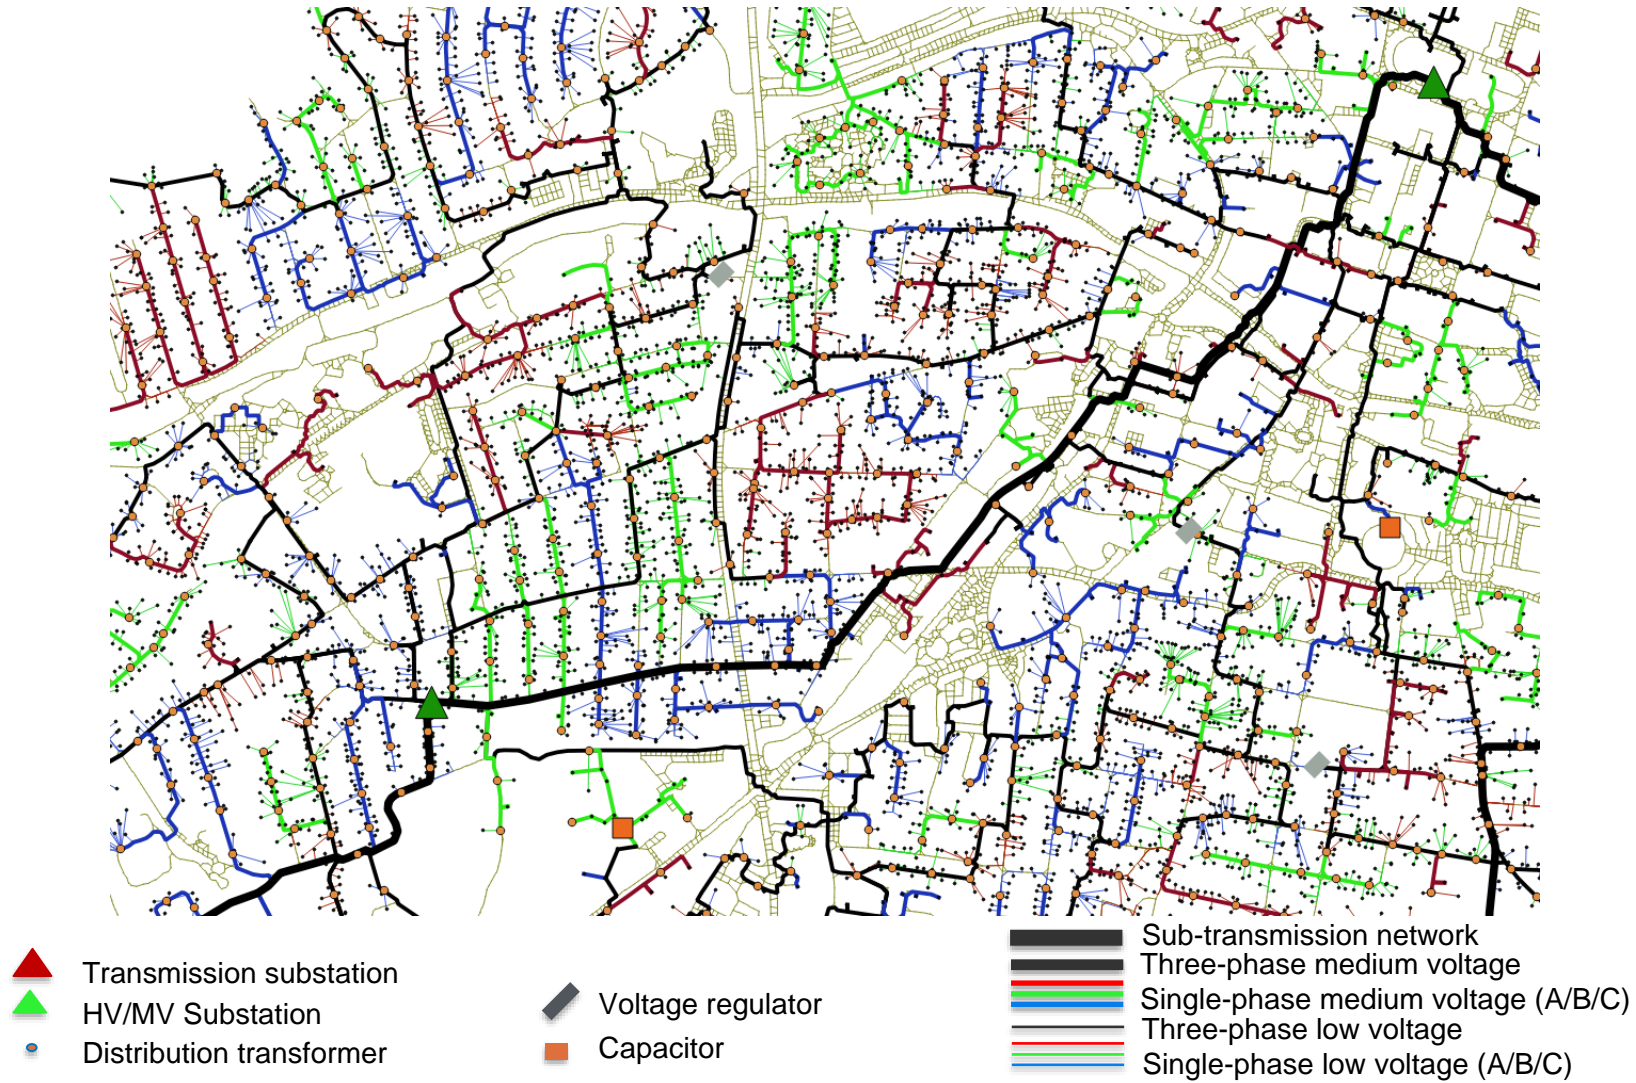 Transmission substation
HV/MV Substation
Distribution transformer
Voltage regulator
Capacitor
Sub-transmission network
Three-phase medium voltage
Single-phase medium voltage (A/B/C)
Three-phase low voltage
Single-phase low voltage (A/B/C)